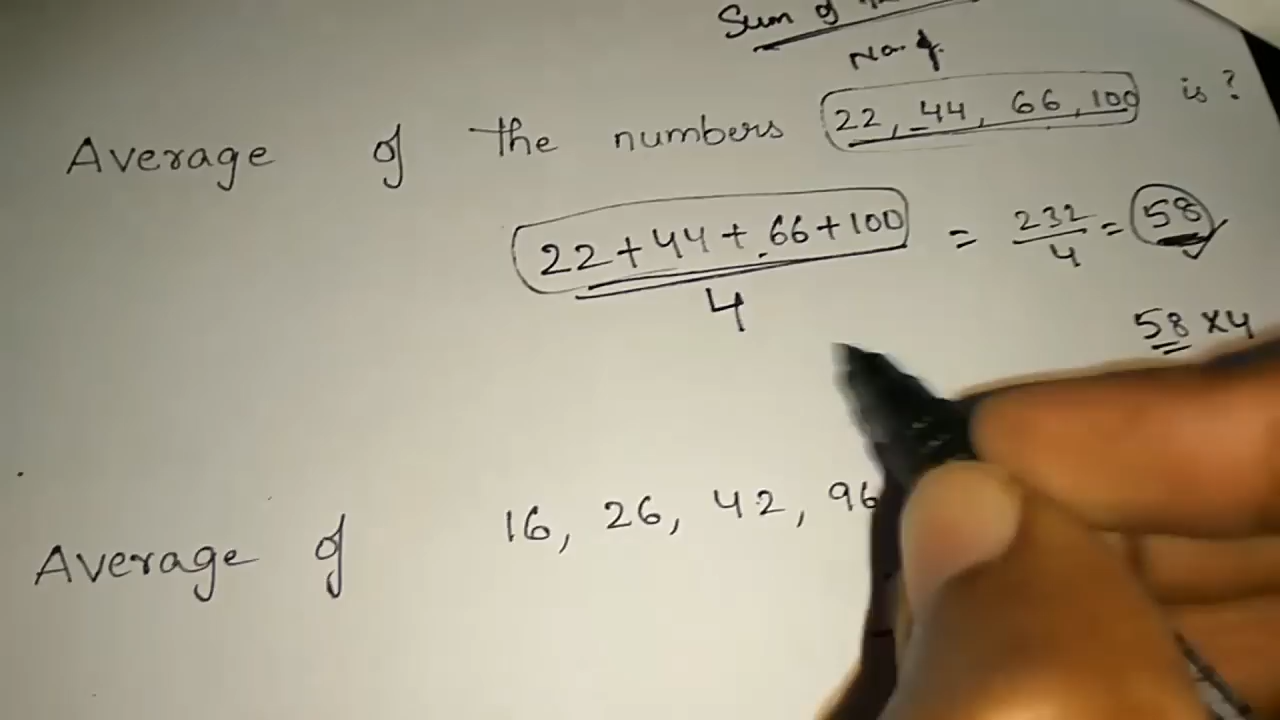 Sum of
No. of
Average of the numbers 22, 44, 66, 100 is?
22 + 44 + 66 + 100 = 232 = 58
4 4
58 x 4
Average of 16, 26, 42, 96